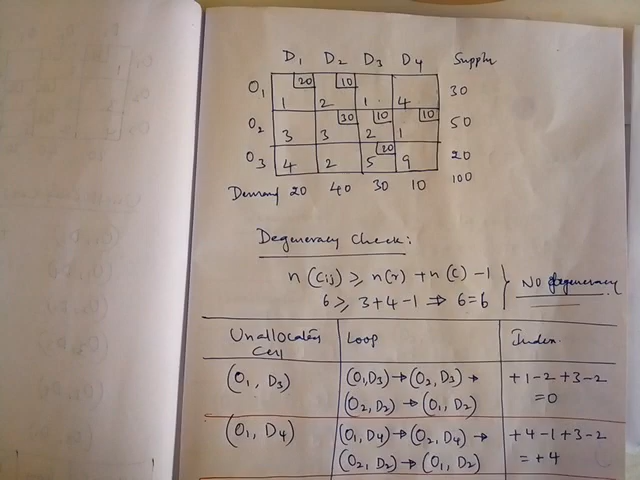 D1 D2 D3 D4 Supply
O1 20 10 30
1 2 1 4
O2 30 10 10 50
3 3 2 1
O3 20 20
4 2 5 9
Demand 20 40 30 10 100
Degeneracy Check:
n (Cij) ≥ n(r) + n(c) - 1
6 ≥ 3+4-1 ⇒ 6=6 } No degeneracy
Unallocated Cell Loop Index
(O1, D3) (O1,D3) → (O2, D3) → +1-2+3-2
(O2, D2) → (O1, D2) =0
(O1, D4) (O1, D4) → (O2, D4) → +4-1+3-2
(O2, D2) → (O1, D2) = +4